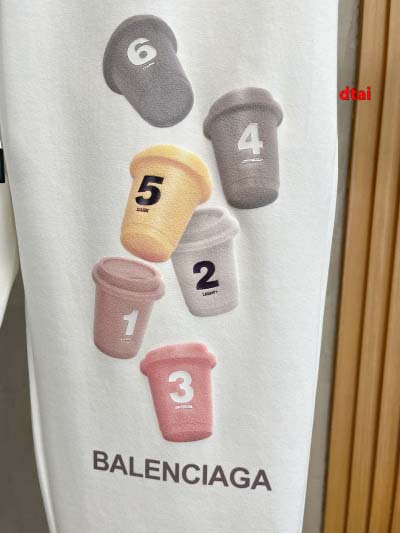 6
dtai
4
5
DARK
2
LIGHT+
1
3
BALENCIAGA